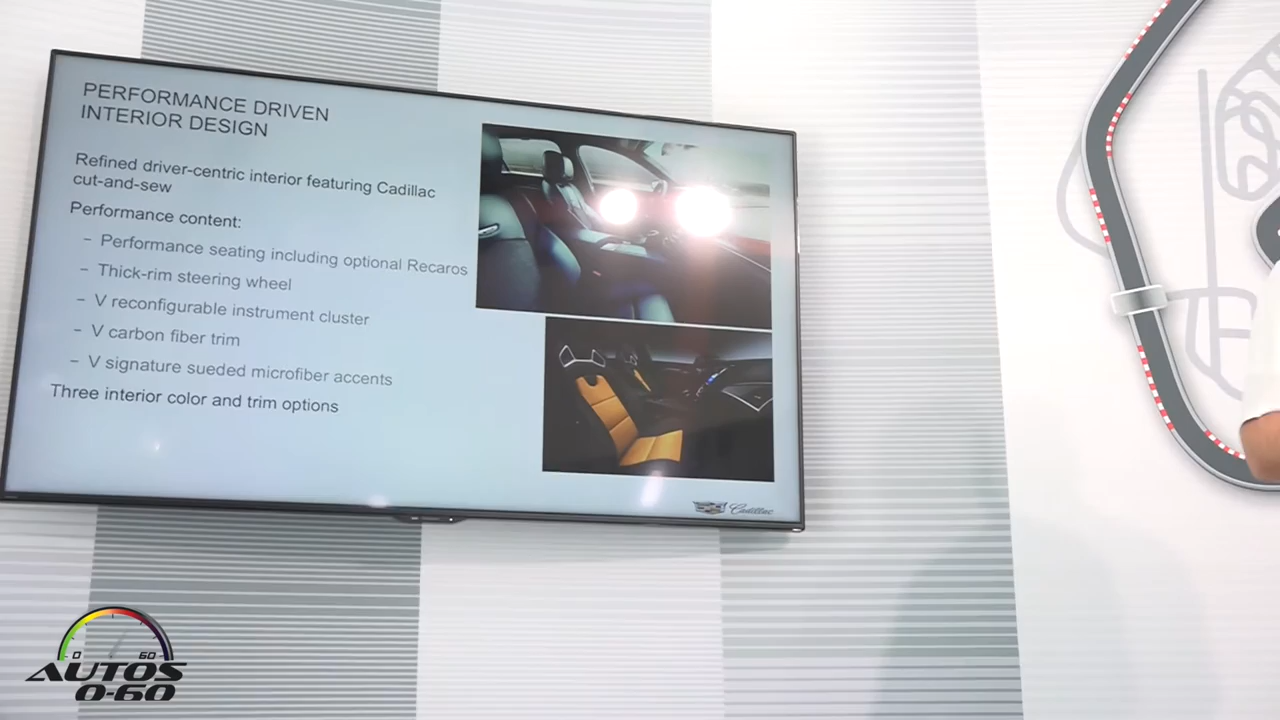 PERFORMANCE DRIVEN
INTERIOR DESIGN
Refined driver-centric interior featuring Cadillac
cut-and-sew
Performance content:
– Performance seating including optional Recaros
– Thick-rim steering wheel
– V reconfigurable instrument cluster
– V carbon fiber trim
– V signature sueded microfiber accents
Three interior color and trim options
Cadillac
0 60
AUTOS
0-60